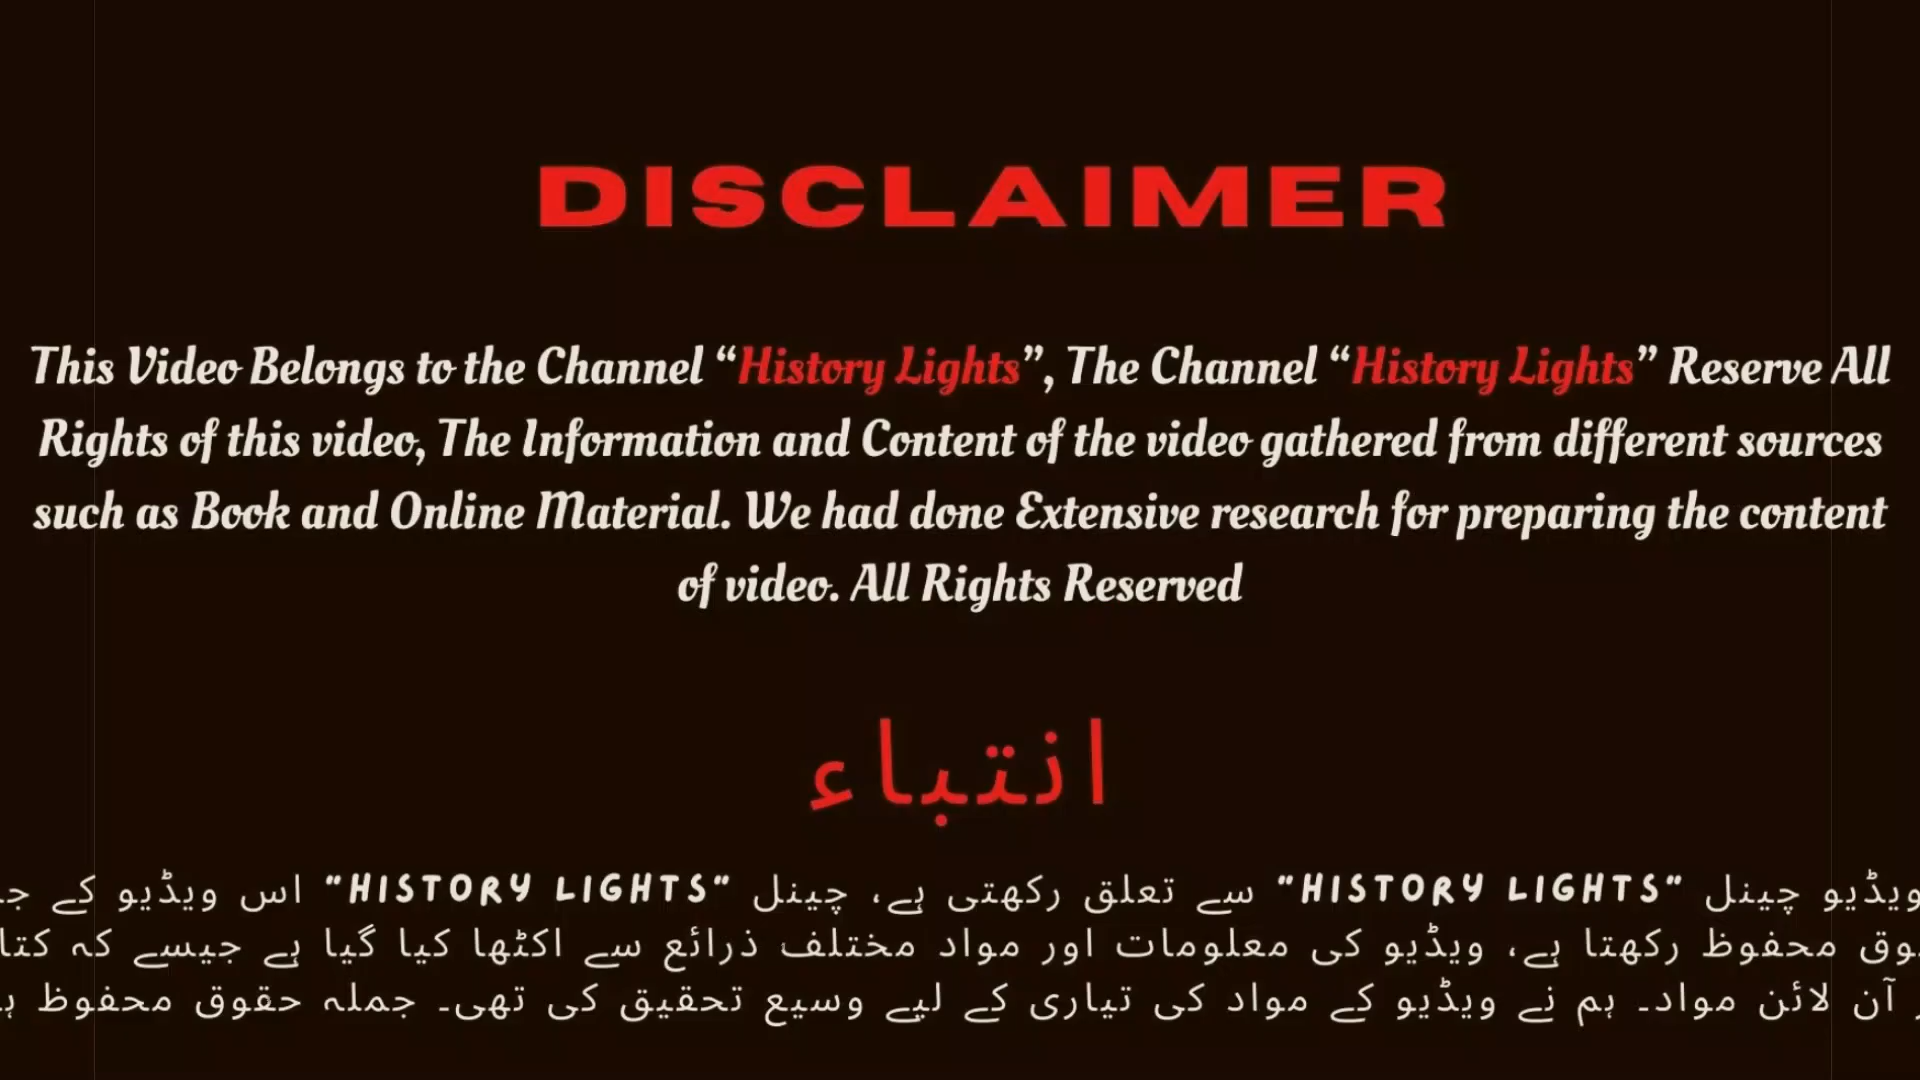 DISCLAIMER
This Video Belongs to the Channel “History Lights”, The Channel “History Lights” Reserve All
Rights of this video, The Information and Content of the video gathered from different sources
such as Book and Online Material. We had done Extensive research for preparing the content
of video. All Rights Reserved
انتباء
ویڈیو چینل "HISTORY LIGHTS" سے تعلق رکھتی ہے، چینل "HISTORY LIGHTS" اس ویڈیو کے
محفوظ رکھتا ہے، ویڈیو کی معلومات اور مواد مختلف ذرائع سے اکٹھا کیا گیا ہے جیسے کہ
آن لائن مواد۔ ہم نے ویڈیو کے مواد کی تیاری کے لیے وسیع تحقیق کی تھی۔ جملہ حقوق محفوظ